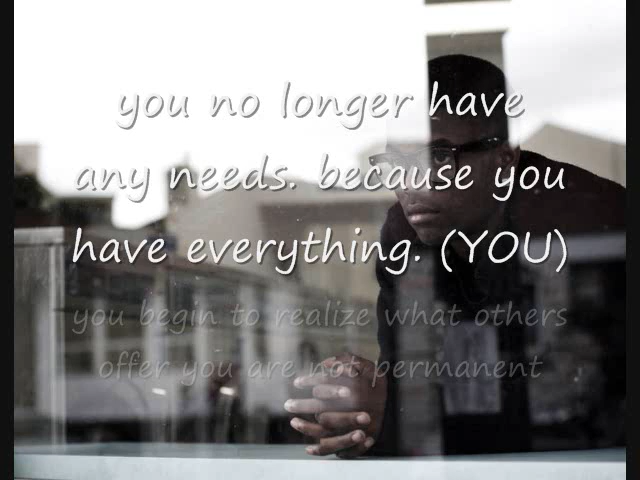 you no longer have
any needs. because you
have everything. (YOU)
you begin to realize what others
offer you are not permanent